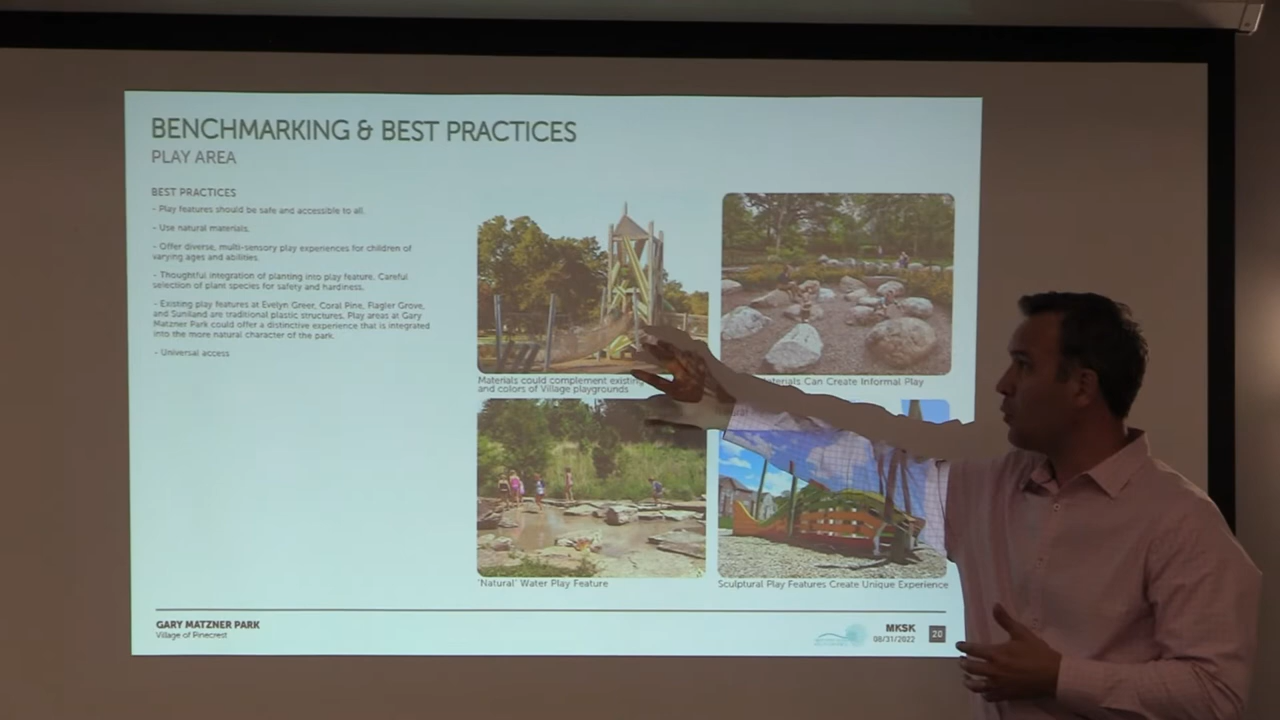 BENCHMARKING & BEST PRACTICES
PLAY AREA
BEST PRACTICES
- Play features should be safe and accessible to all.
- Use natural materials.
- Offer diverse, multi-sensory play experiences for children of
varying ages and abilities.
- Thoughtful integration of planting into play feature. Careful
selection of plant species for safety and hardiness.
- Existing play features at Evelyn Greer, Coral Pine, Flagler Grove,
and Suniland are traditional plastic structures. Play areas at Gary
Matzner Park could offer a distinctive experience that is integrated
into the more natural character of the park.
- Universal access
Materials could complement existing
and colors of Village playgrounds
Materials Can Create Informal Play
'Natural' Water Play Feature
Sculptural Play Features Create Unique Experience
GARY MATZNER PARK
Village of Pinecrest
MKSK
08/31/2022
20